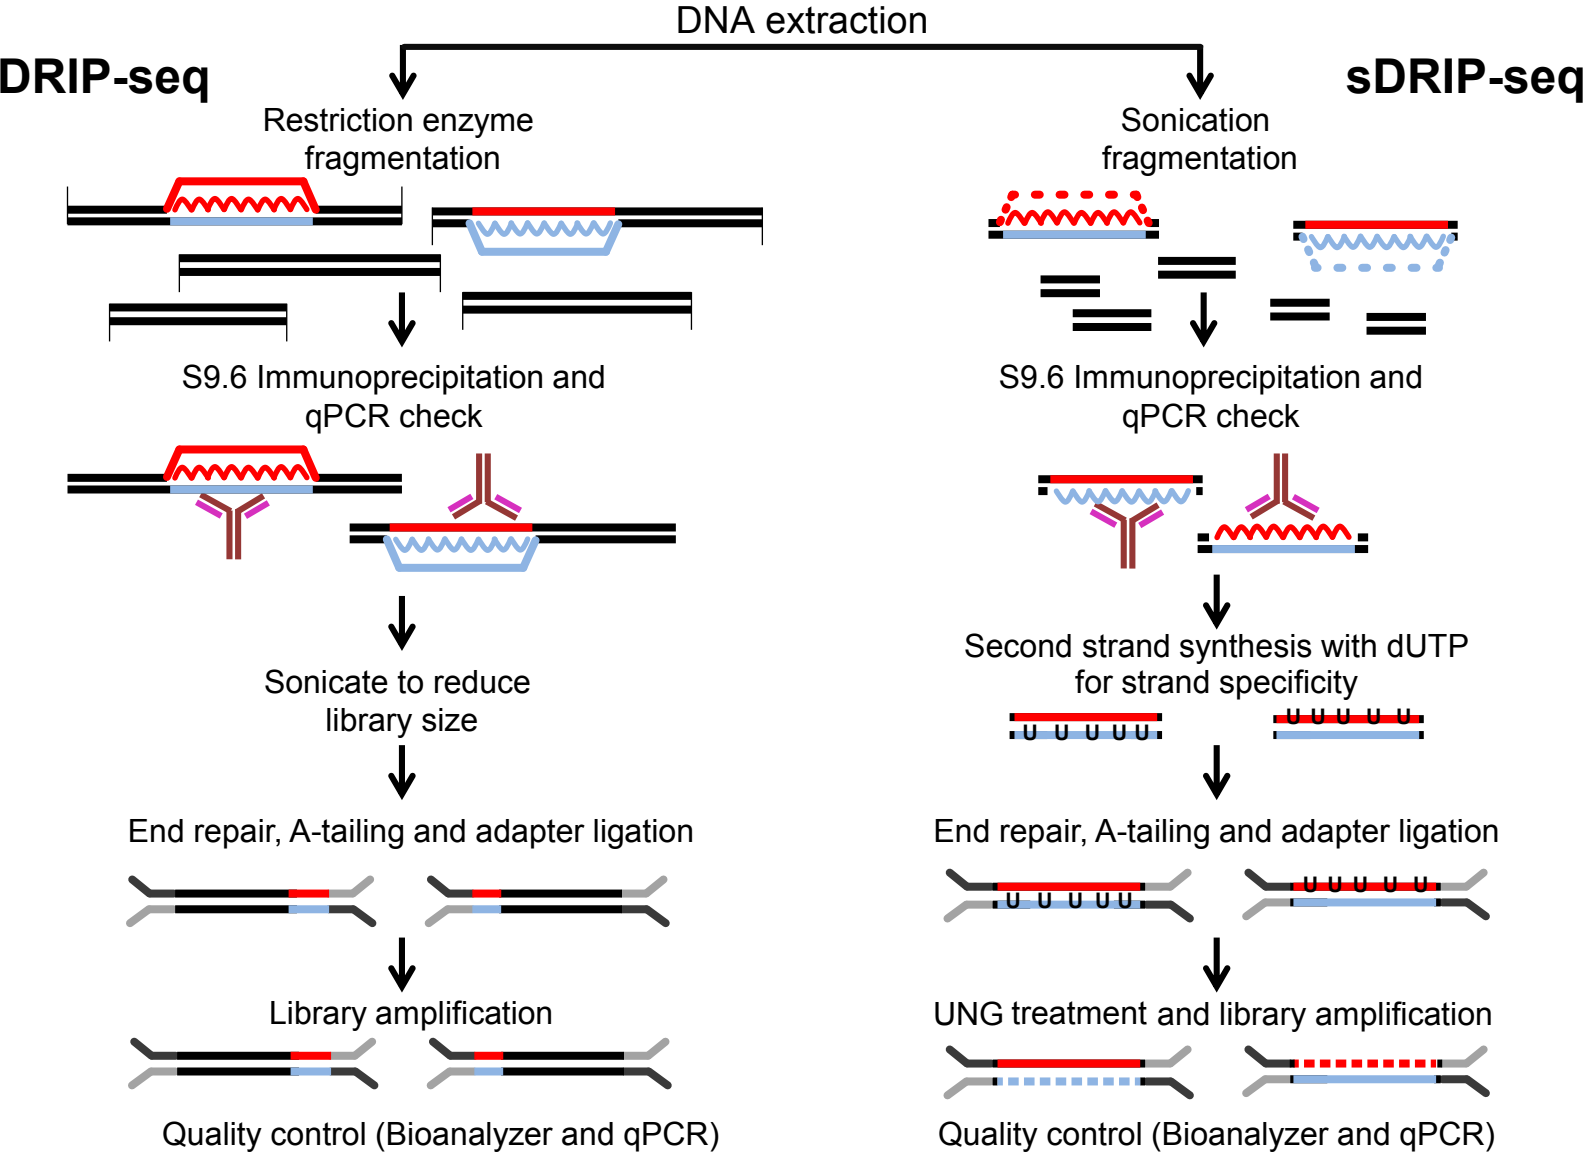 DNA extraction
DRIP-seq
sDRIP-seq
Restriction enzyme
fragmentation
S9.6 Immunoprecipitation and
qPCR check
Sonicate to reduce
library size
End repair, A-tailing and adapter ligation
Library amplification
Quality control (Bioanalyzer and qPCR)
Sonication
fragmentation
S9.6 Immunoprecipitation and
qPCR check
Second strand synthesis with dUTP
for strand specificity
U U U U U
U U U U U
End repair, A-tailing and adapter ligation
U U U U U
U U U U U
UNG treatment and library amplification
Quality control (Bioanalyzer and qPCR)